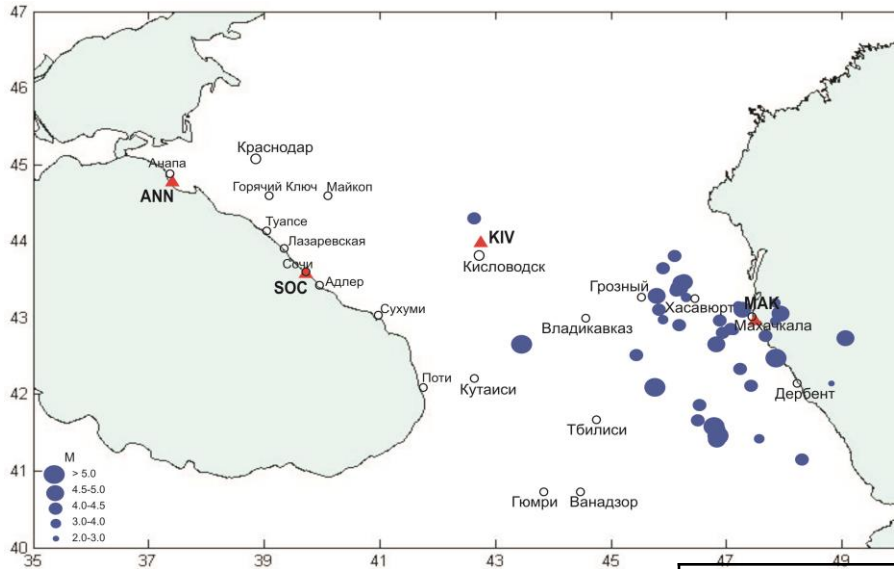 47
46
45
44
43
42
41
40
35
37
39
41
43
45
47
49
Краснодар
Анапа
ANN
Горячий Ключ
Майкоп
Туапсе
Лазаревская
Сочи
SOC
Адлер
Сухуми
KIV
Кисловодск
Грозный
Хасавюрт
MAK
Махачкала
Владикавказ
Поти
Кутаиси
Дербент
Тбилиси
Гюмри
Ванадзор
M
> 5.0
4.5-5.0
4.0-4.5
3.0-4.0
2.0-3.0